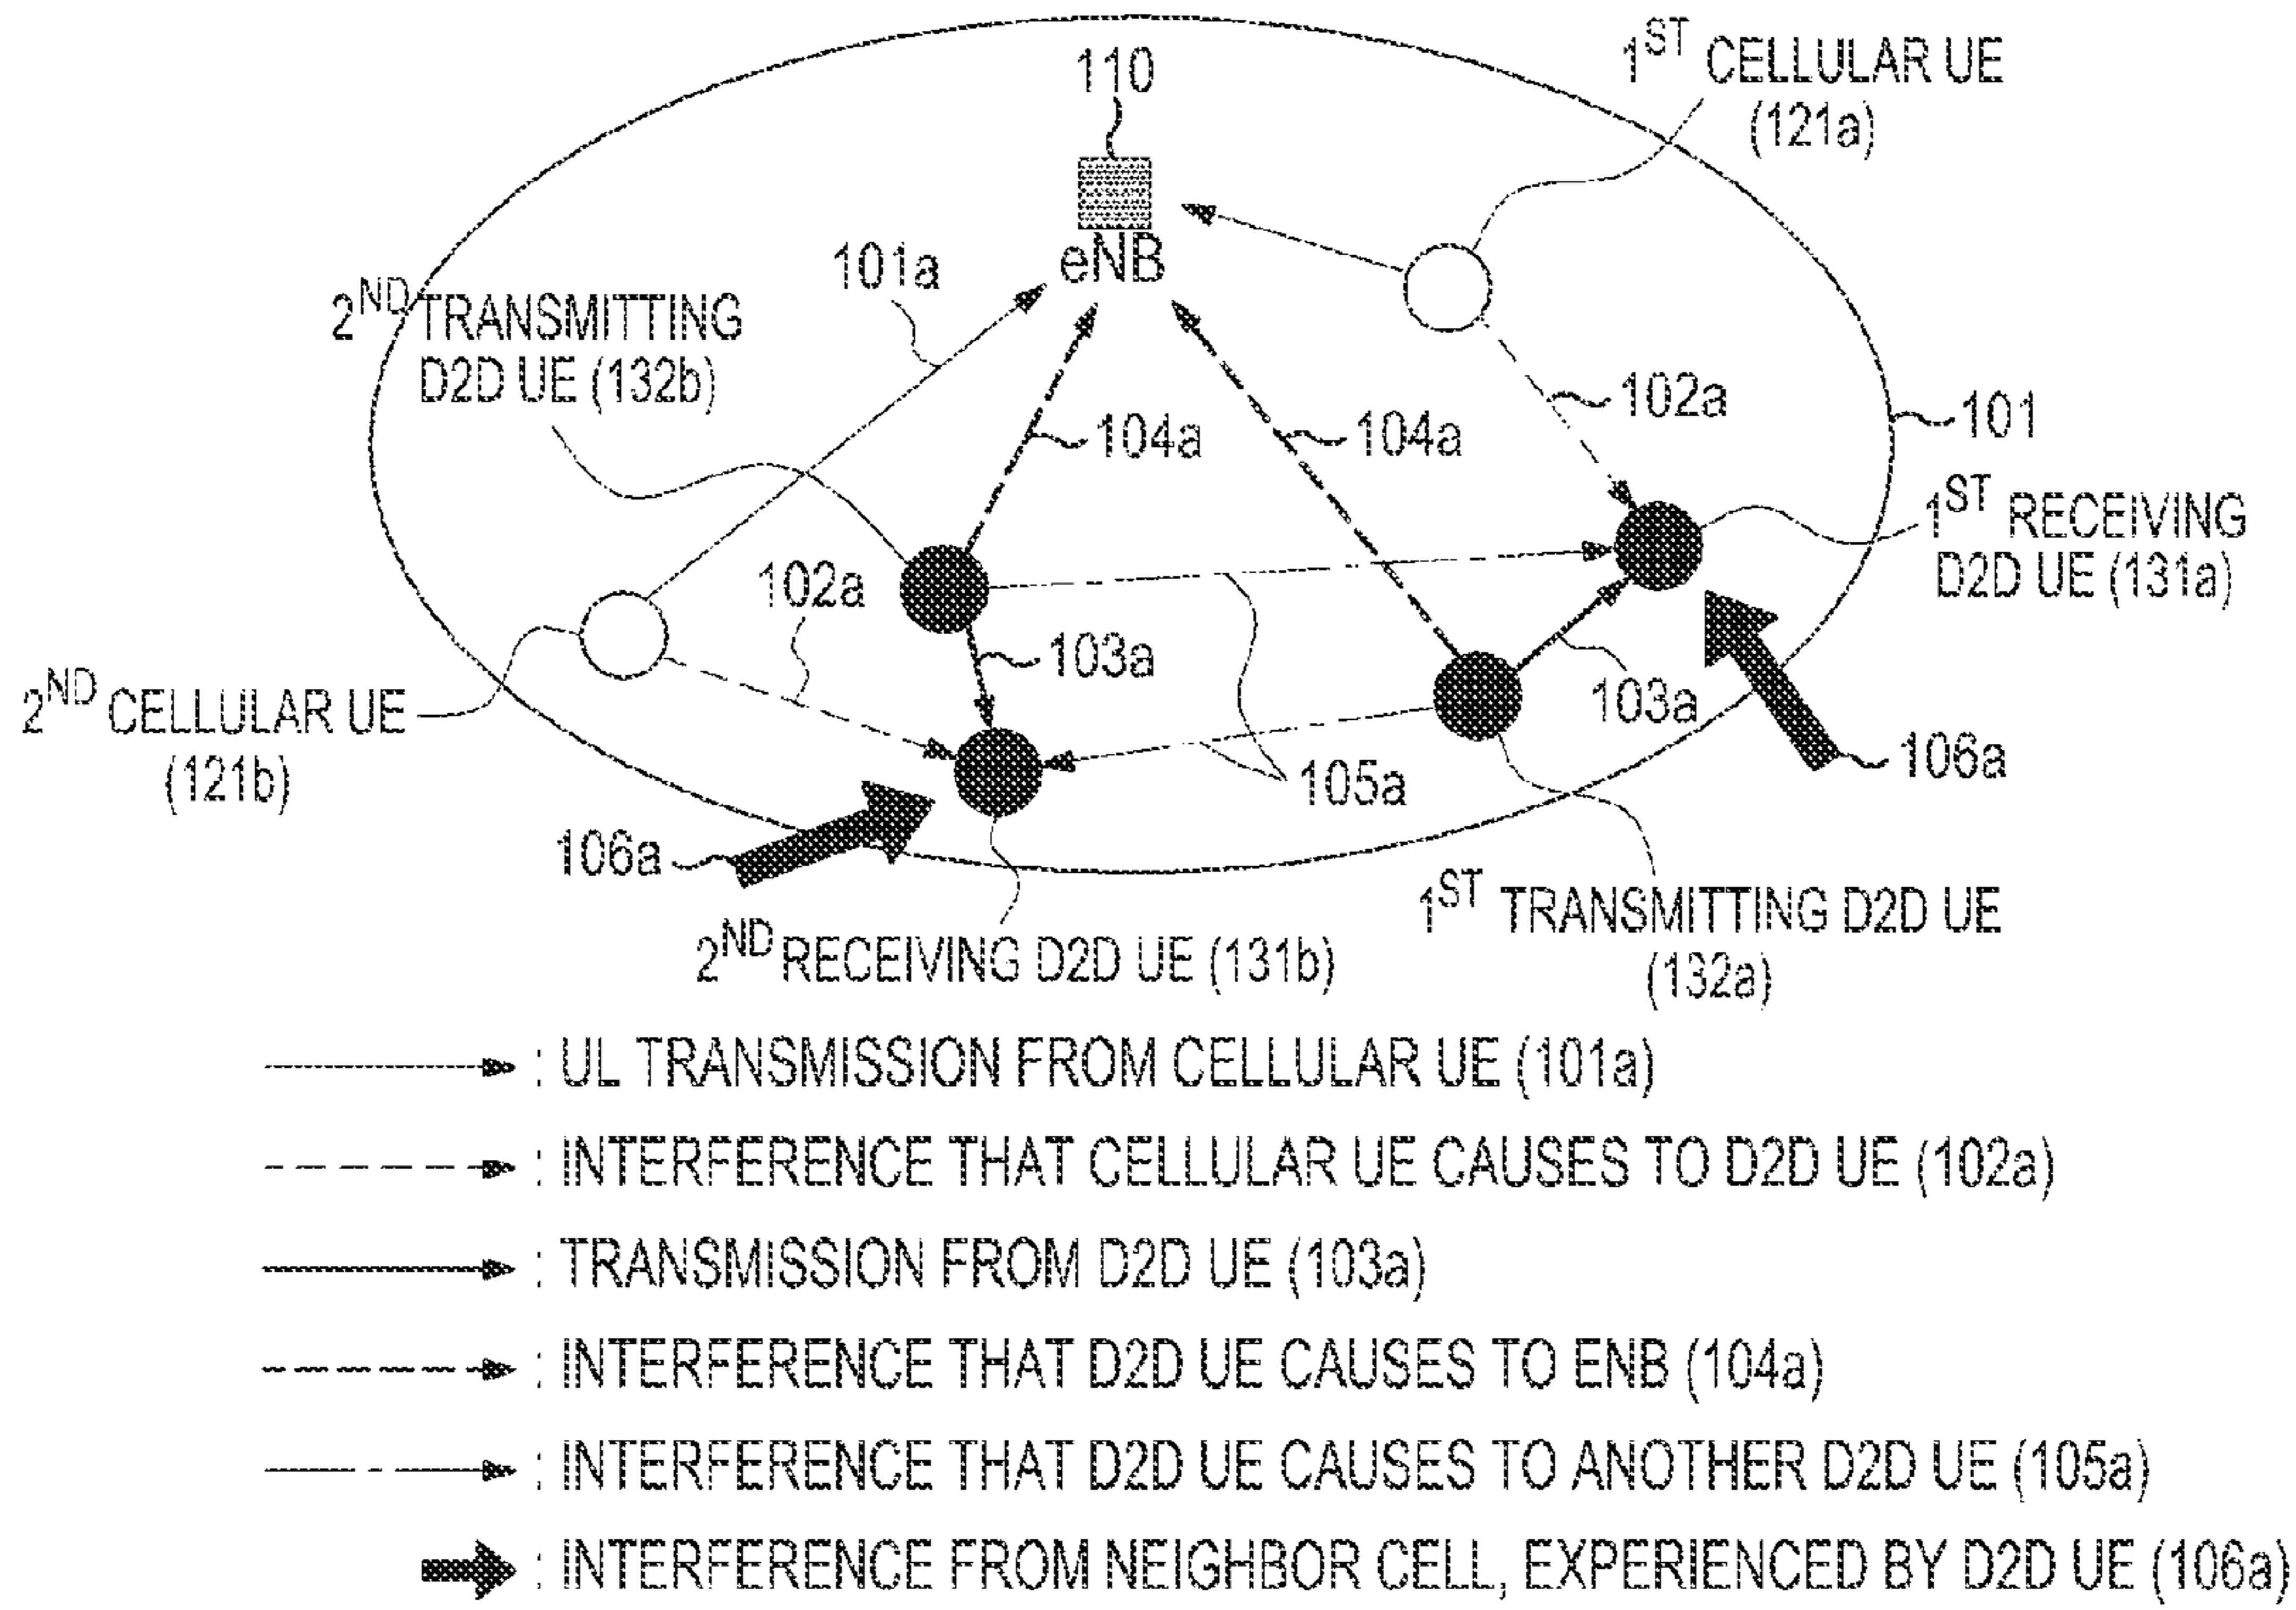 110
1ST CELLULAR UE
(121a)
eNB
101a
2ND TRANSMITTING
D2D UE (132b)
102a
101
104a
104a
1ST RECEIVING
D2D UE (131a)
102a
103a
103a
2ND CELLULAR UE
(121b)
106a
105a
106a
1ST TRANSMITTING D2D UE
(132a)
2ND RECEIVING D2D UE (131b)
: UL TRANSMISSION FROM CELLULAR UE (101a)
: INTERFERENCE THAT CELLULAR UE CAUSES TO D2D UE (102a)
: TRANSMISSION FROM D2D UE (103a)
: INTERFERENCE THAT D2D UE CAUSES TO ENB (104a)
: INTERFERENCE THAT D2D UE CAUSES TO ANOTHER D2D UE (105a)
: INTERFERENCE FROM NEIGHBOR CELL, EXPERIENCED BY D2D UE (106a)